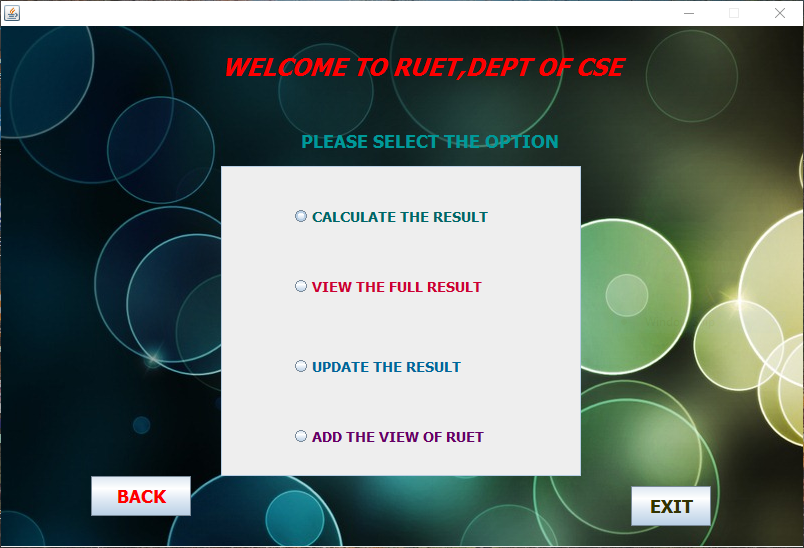 WELCOME TO RUET,DEPT OF CSE
PLEASE SELECT THE OPTION
CALCULATE THE RESULT
VIEW THE FULL RESULT
UPDATE THE RESULT
ADD THE VIEW OF RUET
BACK
EXIT